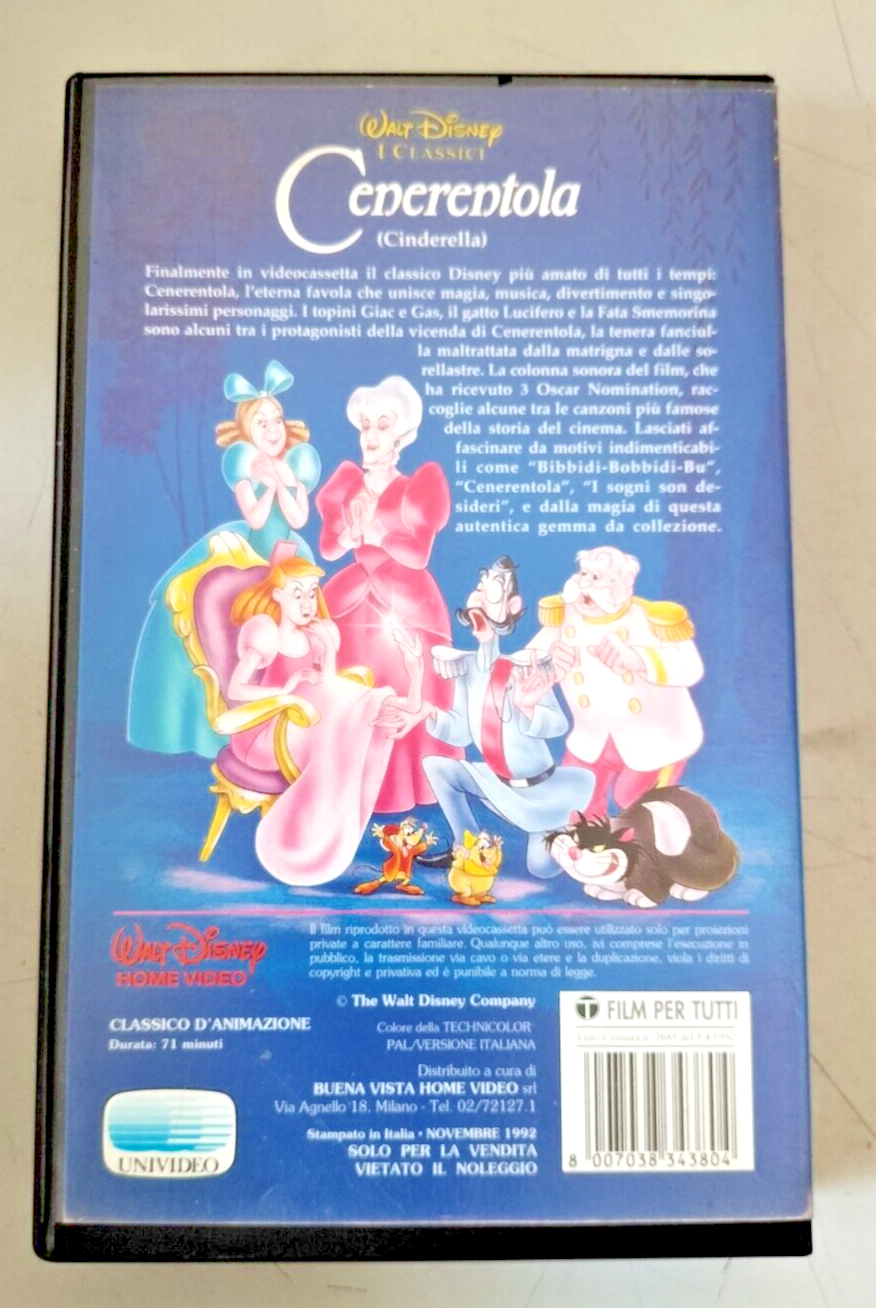 WALT DISNEY
I CLASSICI
Cenerentola
(Cinderella)
Finalmente in videocassetta il classico Disney più amato di tutti i tempi:
Cenerentola, l'eterna favola che unisce magia, musica, divertimento e singo-
larissimi personaggi. I topini Giac e Gas, il gatto Lucifero e la Fata Smemorina
sono alcuni tra i protagonisti della vicenda di Cenerentola, la tenera fanciul-
la maltrattata dalla matrigna e dalle so-
rellastre. La colonna sonora del film, che
ha ricevuto 3 Oscar Nomination, rac-
coglie alcune tra le canzoni più famose
della storia del cinema. Lasciati af-
fascinare da motivi indimenticabi-
li come "Bibbidi-Bobbidi-Bu",
"Cenerentola", "I sogni son de-
sideri", e dalla magia di questa
autentica gemma da collezione.
WALT DISNEY
HOME VIDEO
Il film riprodotto in questa videocassetta può essere utilizzato solo per proiezioni
private a carattere familiare. Qualunque altro uso, ivi comprese l'esecuzione in
pubblico, la trasmissione via cavo o via etere e la duplicazione, viola i diritti di
copyright e privativa ed è punibile a norma di legge.
© The Walt Disney Company
CLASSICO D'ANIMAZIONE
Durata: 71 minuti
Colore della TECHNICOLOR
PAL/VERSIONE ITALIANA
Distribuito a cura di
BUENA VISTA HOME VIDEO srl
Via Agnello 18, Milano - Tel. 02/72127.1
Stampato in Italia • NOVEMBRE 1992
SOLO PER LA VENDITA
VIETATO IL NOLEGGIO
UNIVIDEO
T FILM PER TUTTI
8 007038 343804